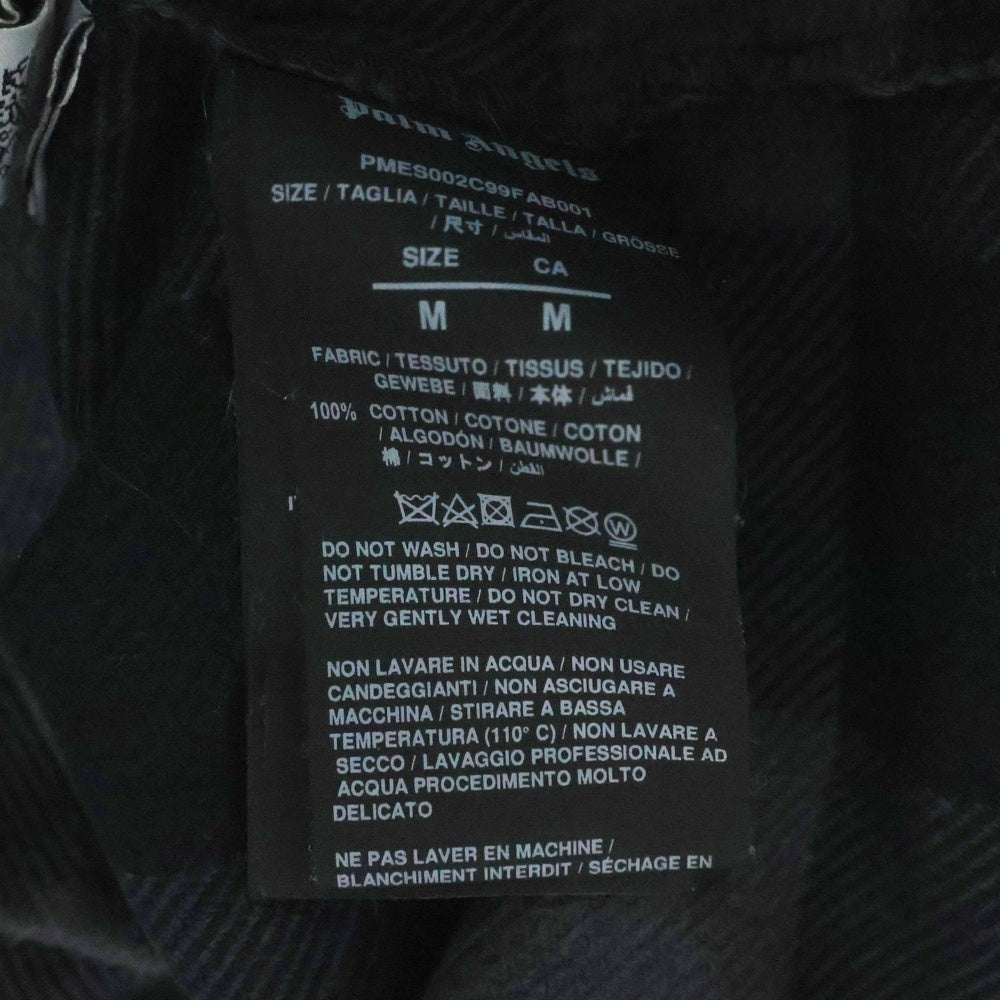 Palm Angels
PMES002C99FAB001
SIZE / TAGLIA / TAILLE / TALLA / GRÖSSE
/ 尺寸 / المقاس
SIZE CA
M M
FABRIC / TESSUTO / TISSUS / TEJIDO /
GEWEBE / 面料 / 本体 / قماش
100% COTTON / COTONE / COTON
/ ALGODÓN / BAUMWOLLE /
棉 / コットン / القطن
W
DO NOT WASH / DO NOT BLEACH / DO
NOT TUMBLE DRY / IRON AT LOW
TEMPERATURE / DO NOT DRY CLEAN /
VERY GENTLY WET CLEANING
NON LAVARE IN ACQUA / NON USARE
CANDEGGIANTI / NON ASCIUGARE A
MACCHINA / STIRARE A BASSA
TEMPERATURA (110° C) / NON LAVARE A
SECCO / LAVAGGIO PROFESSIONALE AD
ACQUA PROCEDIMENTO MOLTO
DELICATO
NE PAS LAVER EN MACHINE /
BLANCHIMENT INTERDIT / SÉCHAGE EN